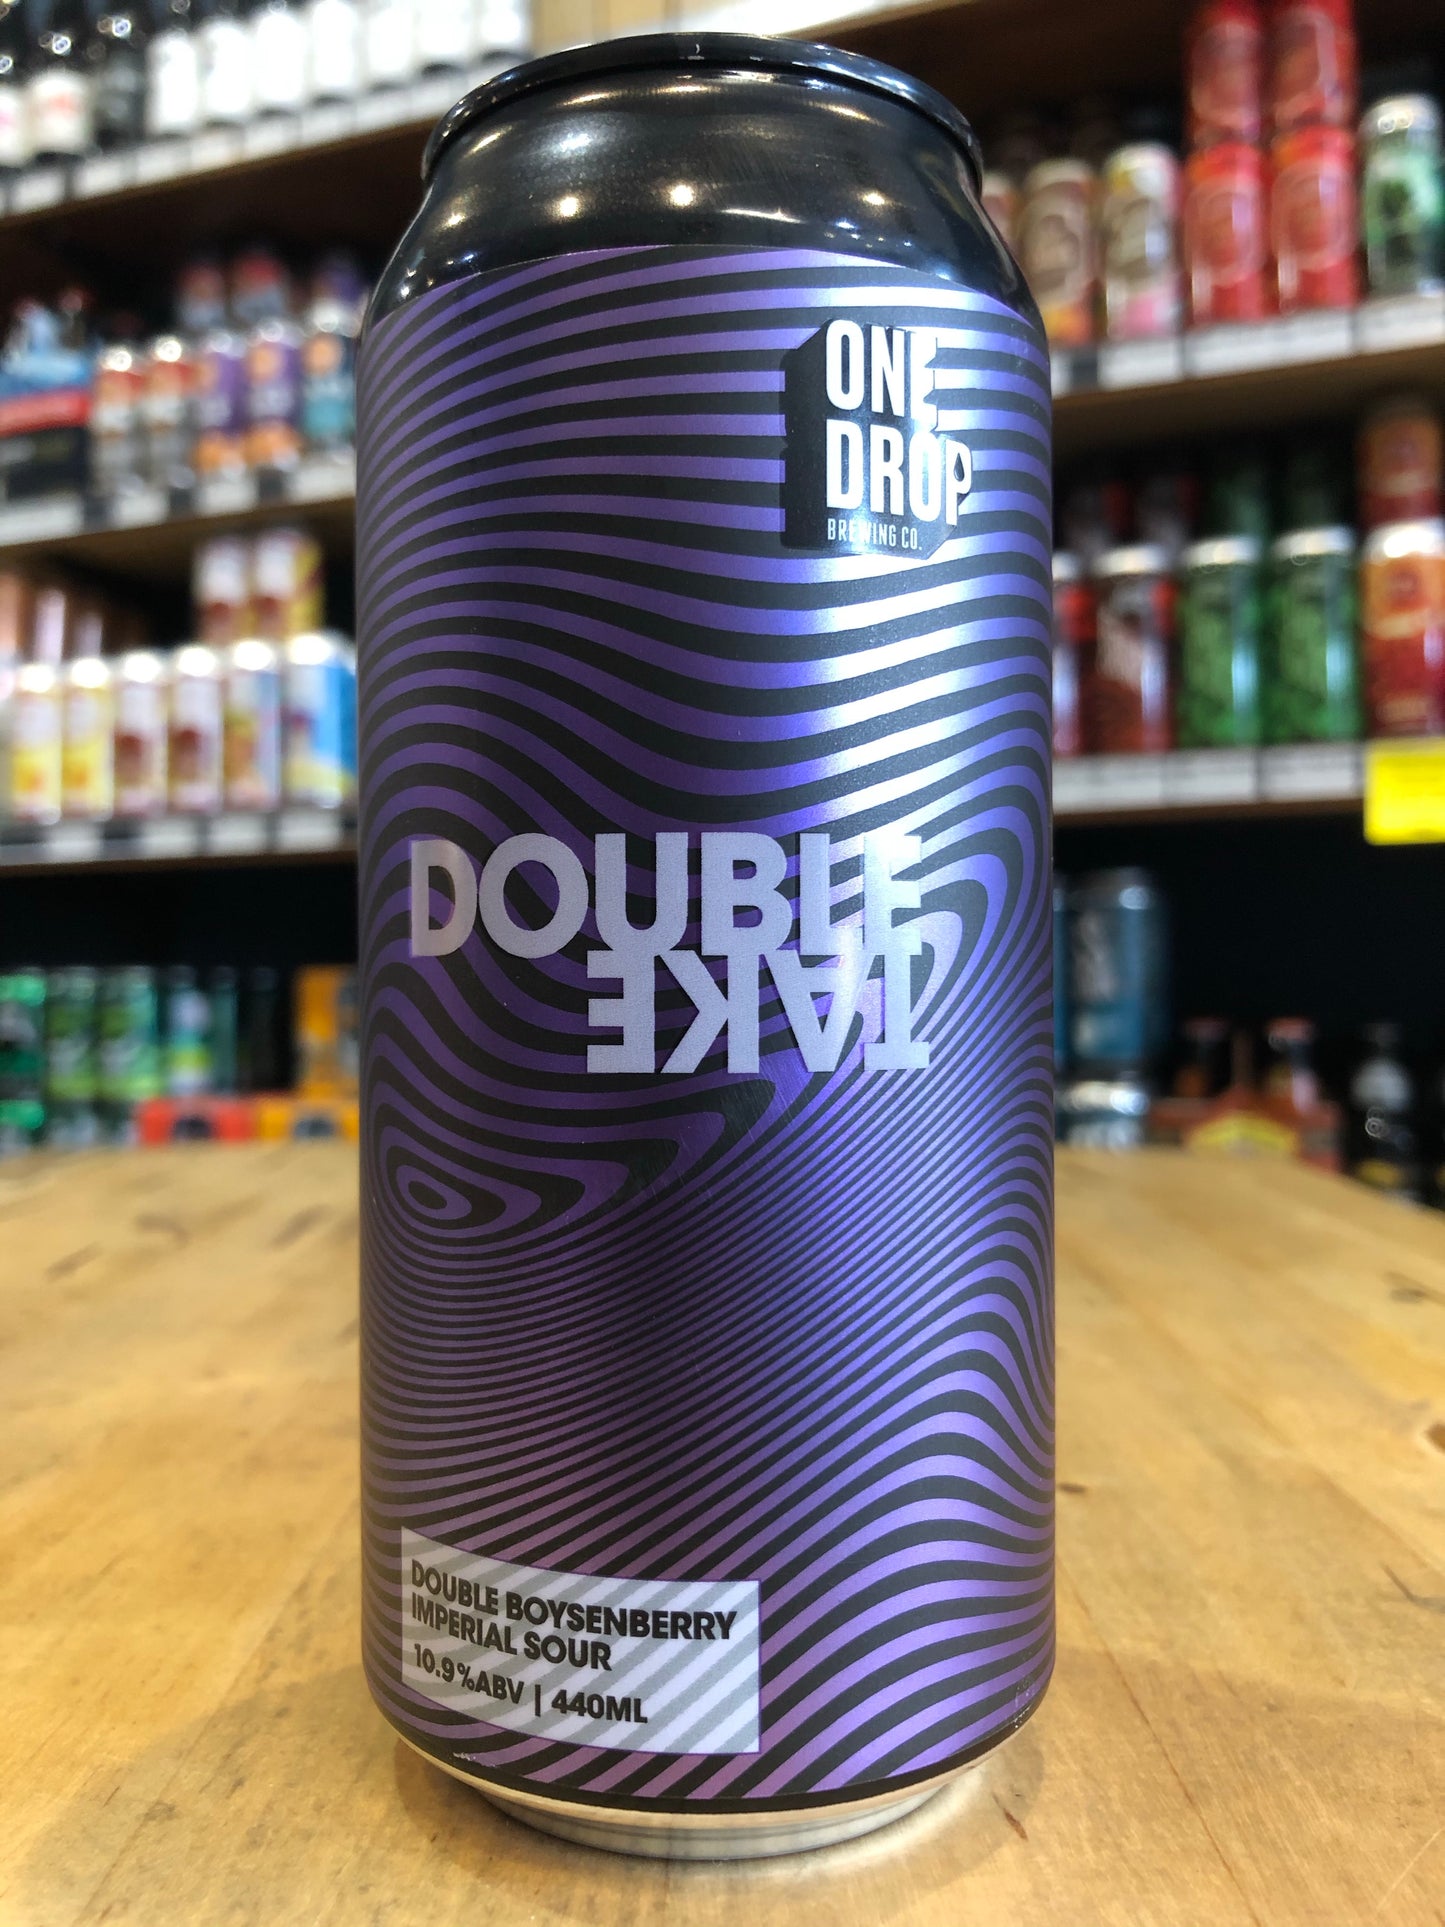 ONE
DROP
BREWING CO.
DOUBLE
TAKE
DOUBLE BOYSENBERRY
IMPERIAL SOUR
10.9%ABV | 440ML